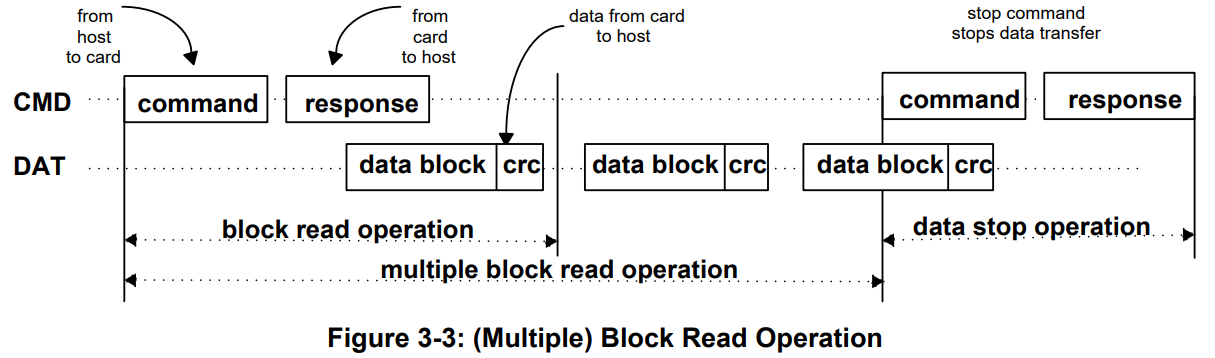 from
host
to card
from
card
to host
data from card
to host
stop command
stops data transfer
CMD
command
response
command
response
DAT
data block
crc
data block
crc
data block
crc
block read operation
data stop operation
multiple block read operation
Figure 3-3: (Multiple) Block Read Operation